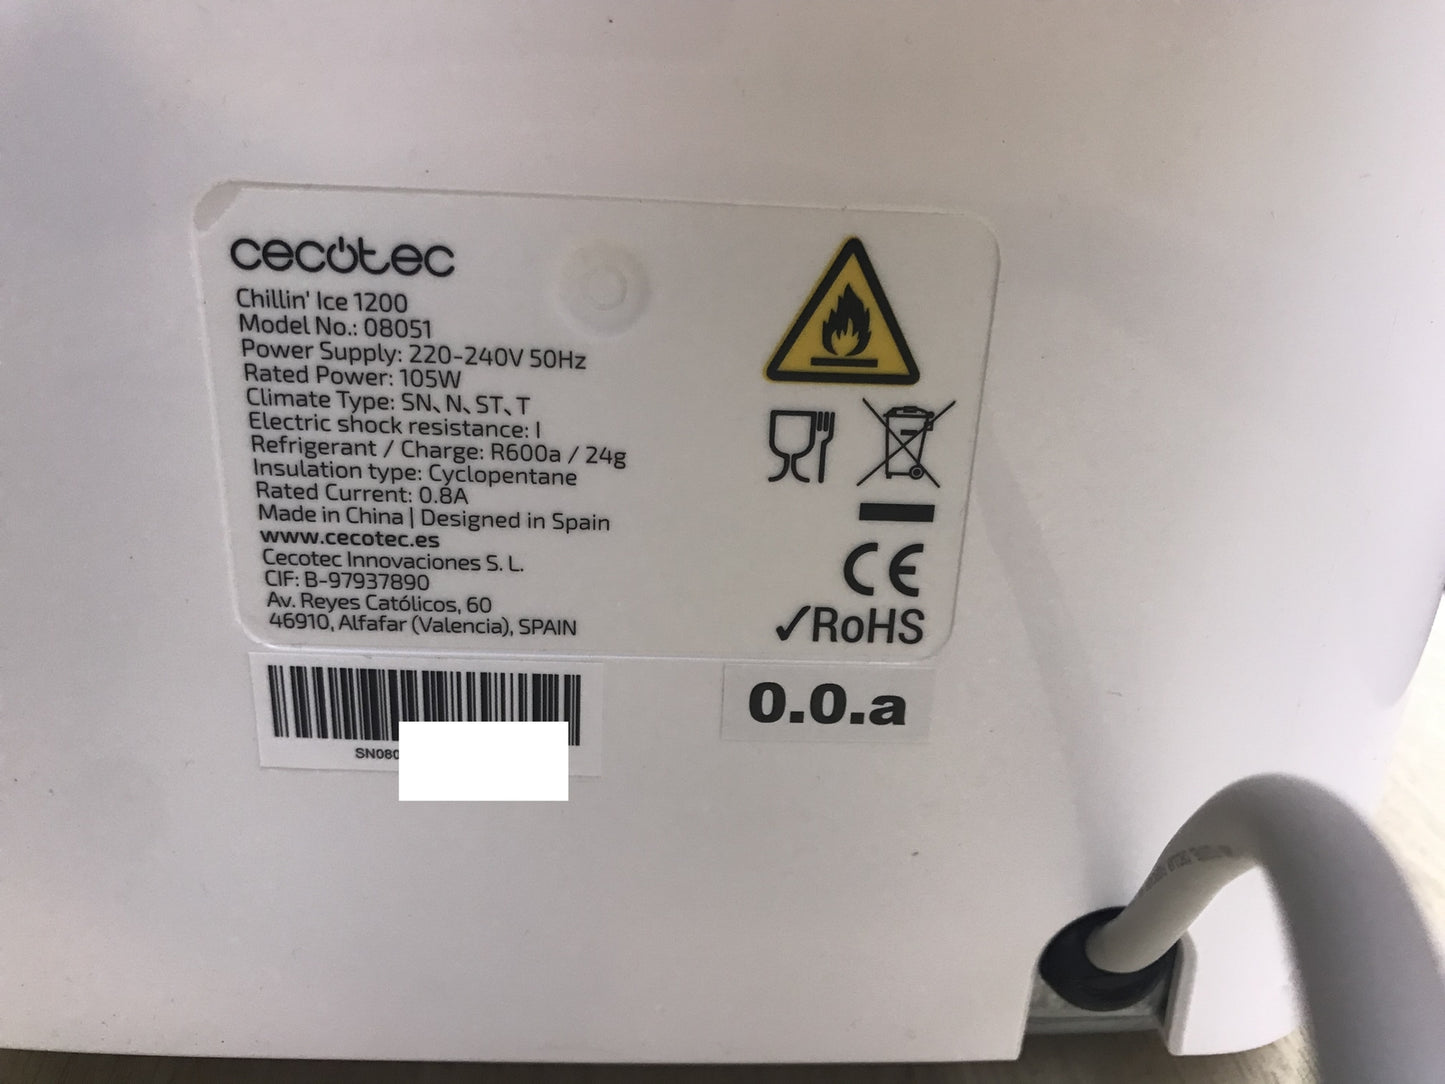 cecotec
Chillin' Ice 1200
Model No.: 08051
Power Supply: 220-240V 50Hz
Rated Power: 105W
Climate Type: SN、N、ST、T
Electric shock resistance: I
Refrigerant / Charge: R600a / 24g
Insulation type: Cyclopentane
Rated Current: 0.8A
Made in China | Designed in Spain
www.cecotec.es
Cecotec Innovaciones S. L.
CIF: B-97937890
Av. Reyes Católicos, 60
46910, Alfafar (Valencia), SPAIN
CE
✓RoHS
SN080
0.0.a